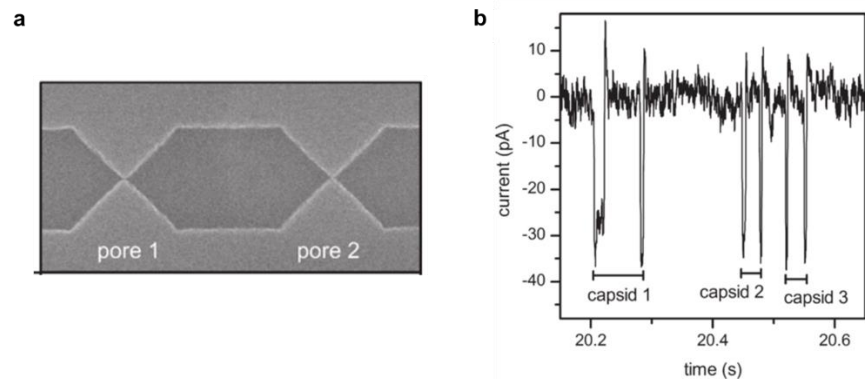 a
pore 1
pore 2
b
current (pA)
10
0
-10
-20
-30
-40
capsid 1
capsid 2
capsid 3
20.2
20.4
20.6
time (s)